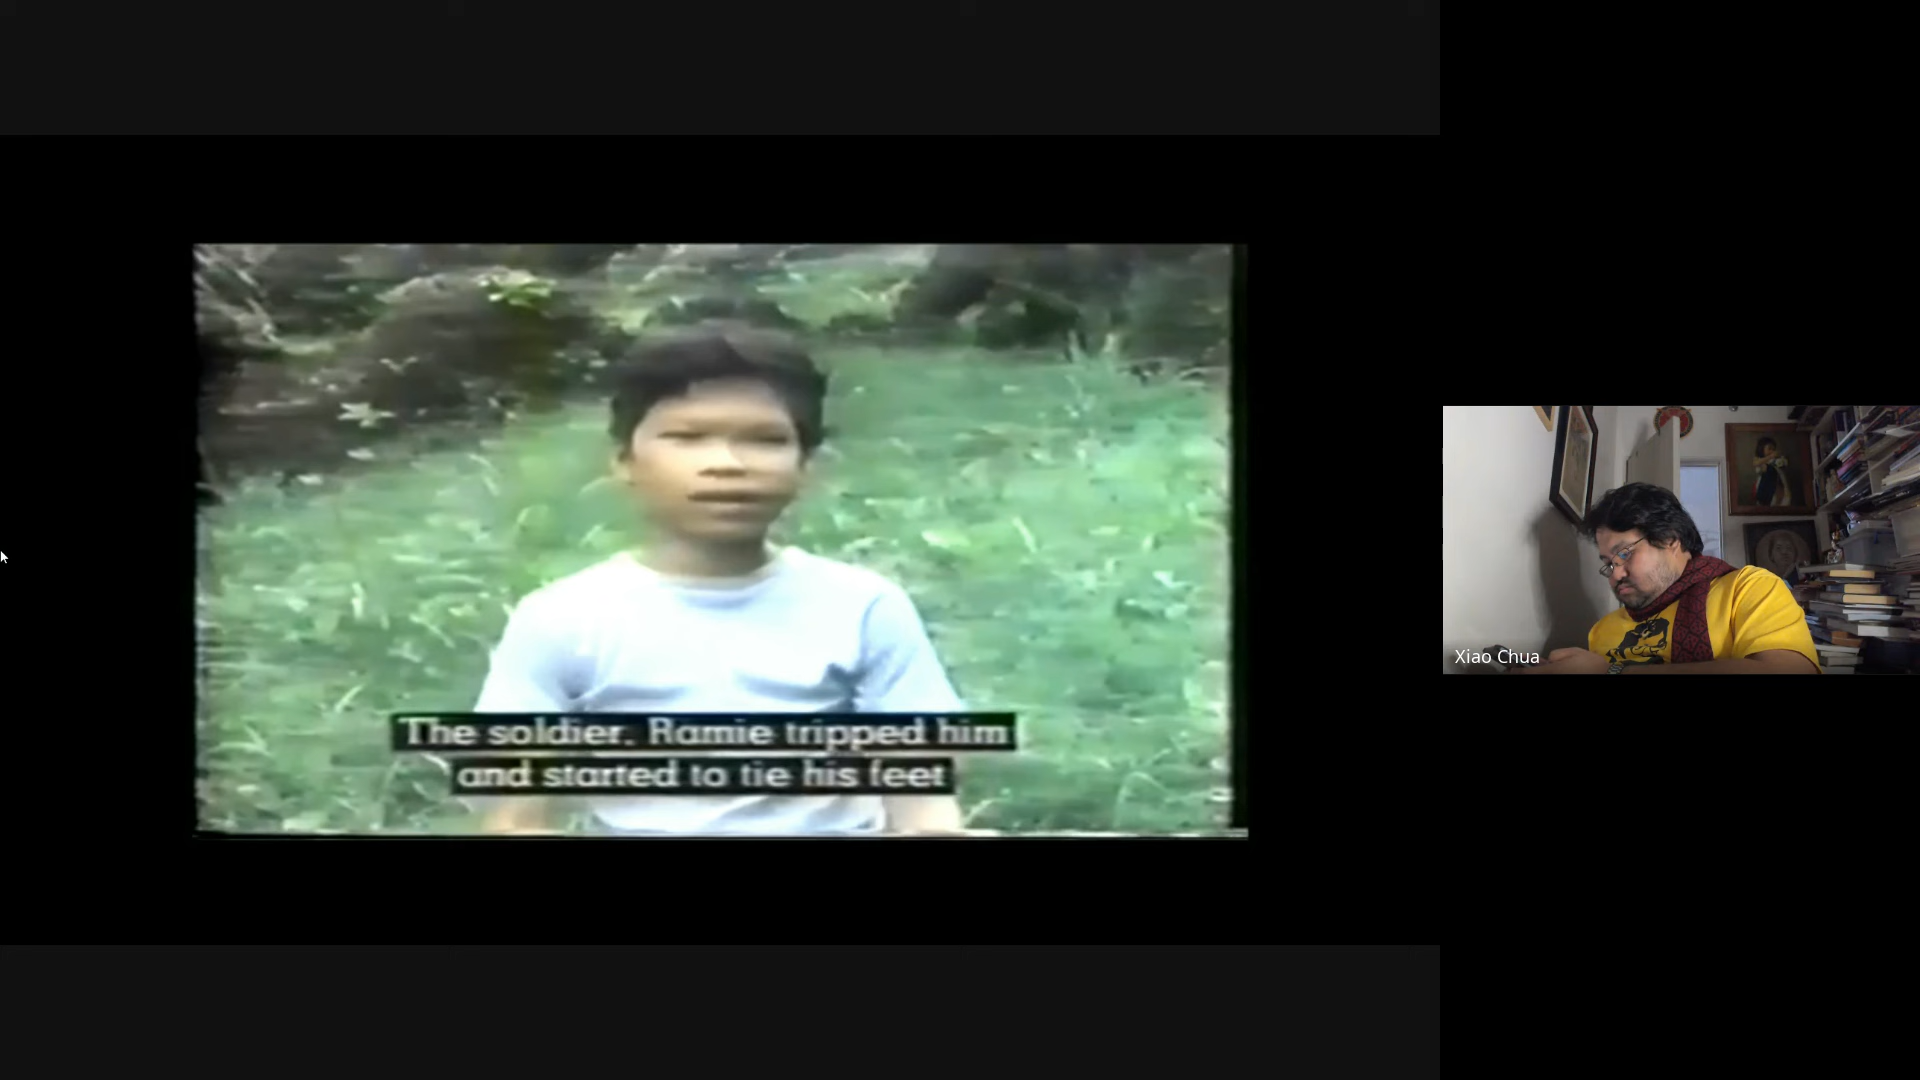 The soldier, Ramie tripped him
and started to tie his feet
Xiao Chua